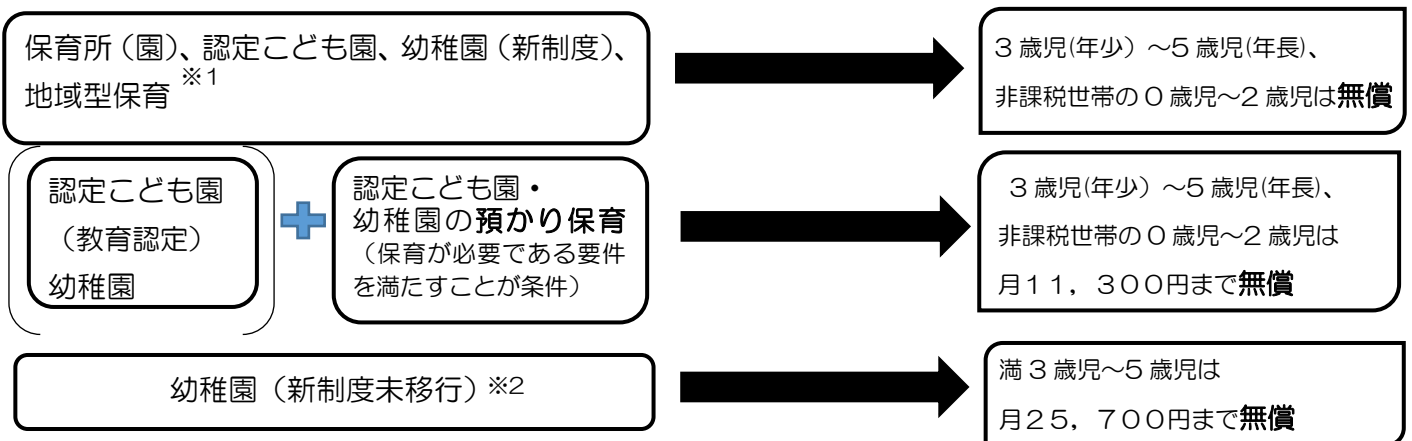 保育所（園）、認定こども園、幼稚園（新制度）、
地域型保育 ※1
3歳児(年少）～5歳児(年長)、
非課税世帯の０歳児～2歳児は無償
認定こども園
（教育認定）
幼稚園
認定こども園・
幼稚園の預かり保育
（保育が必要である要件
を満たすことが条件）
3歳児(年少）～5歳児(年長)、
非課税世帯の０歳児～2歳児は
月１１，３００円まで無償
幼稚園（新制度未移行）※2
満3歳児～5歳児は
月２５，７００円まで無償